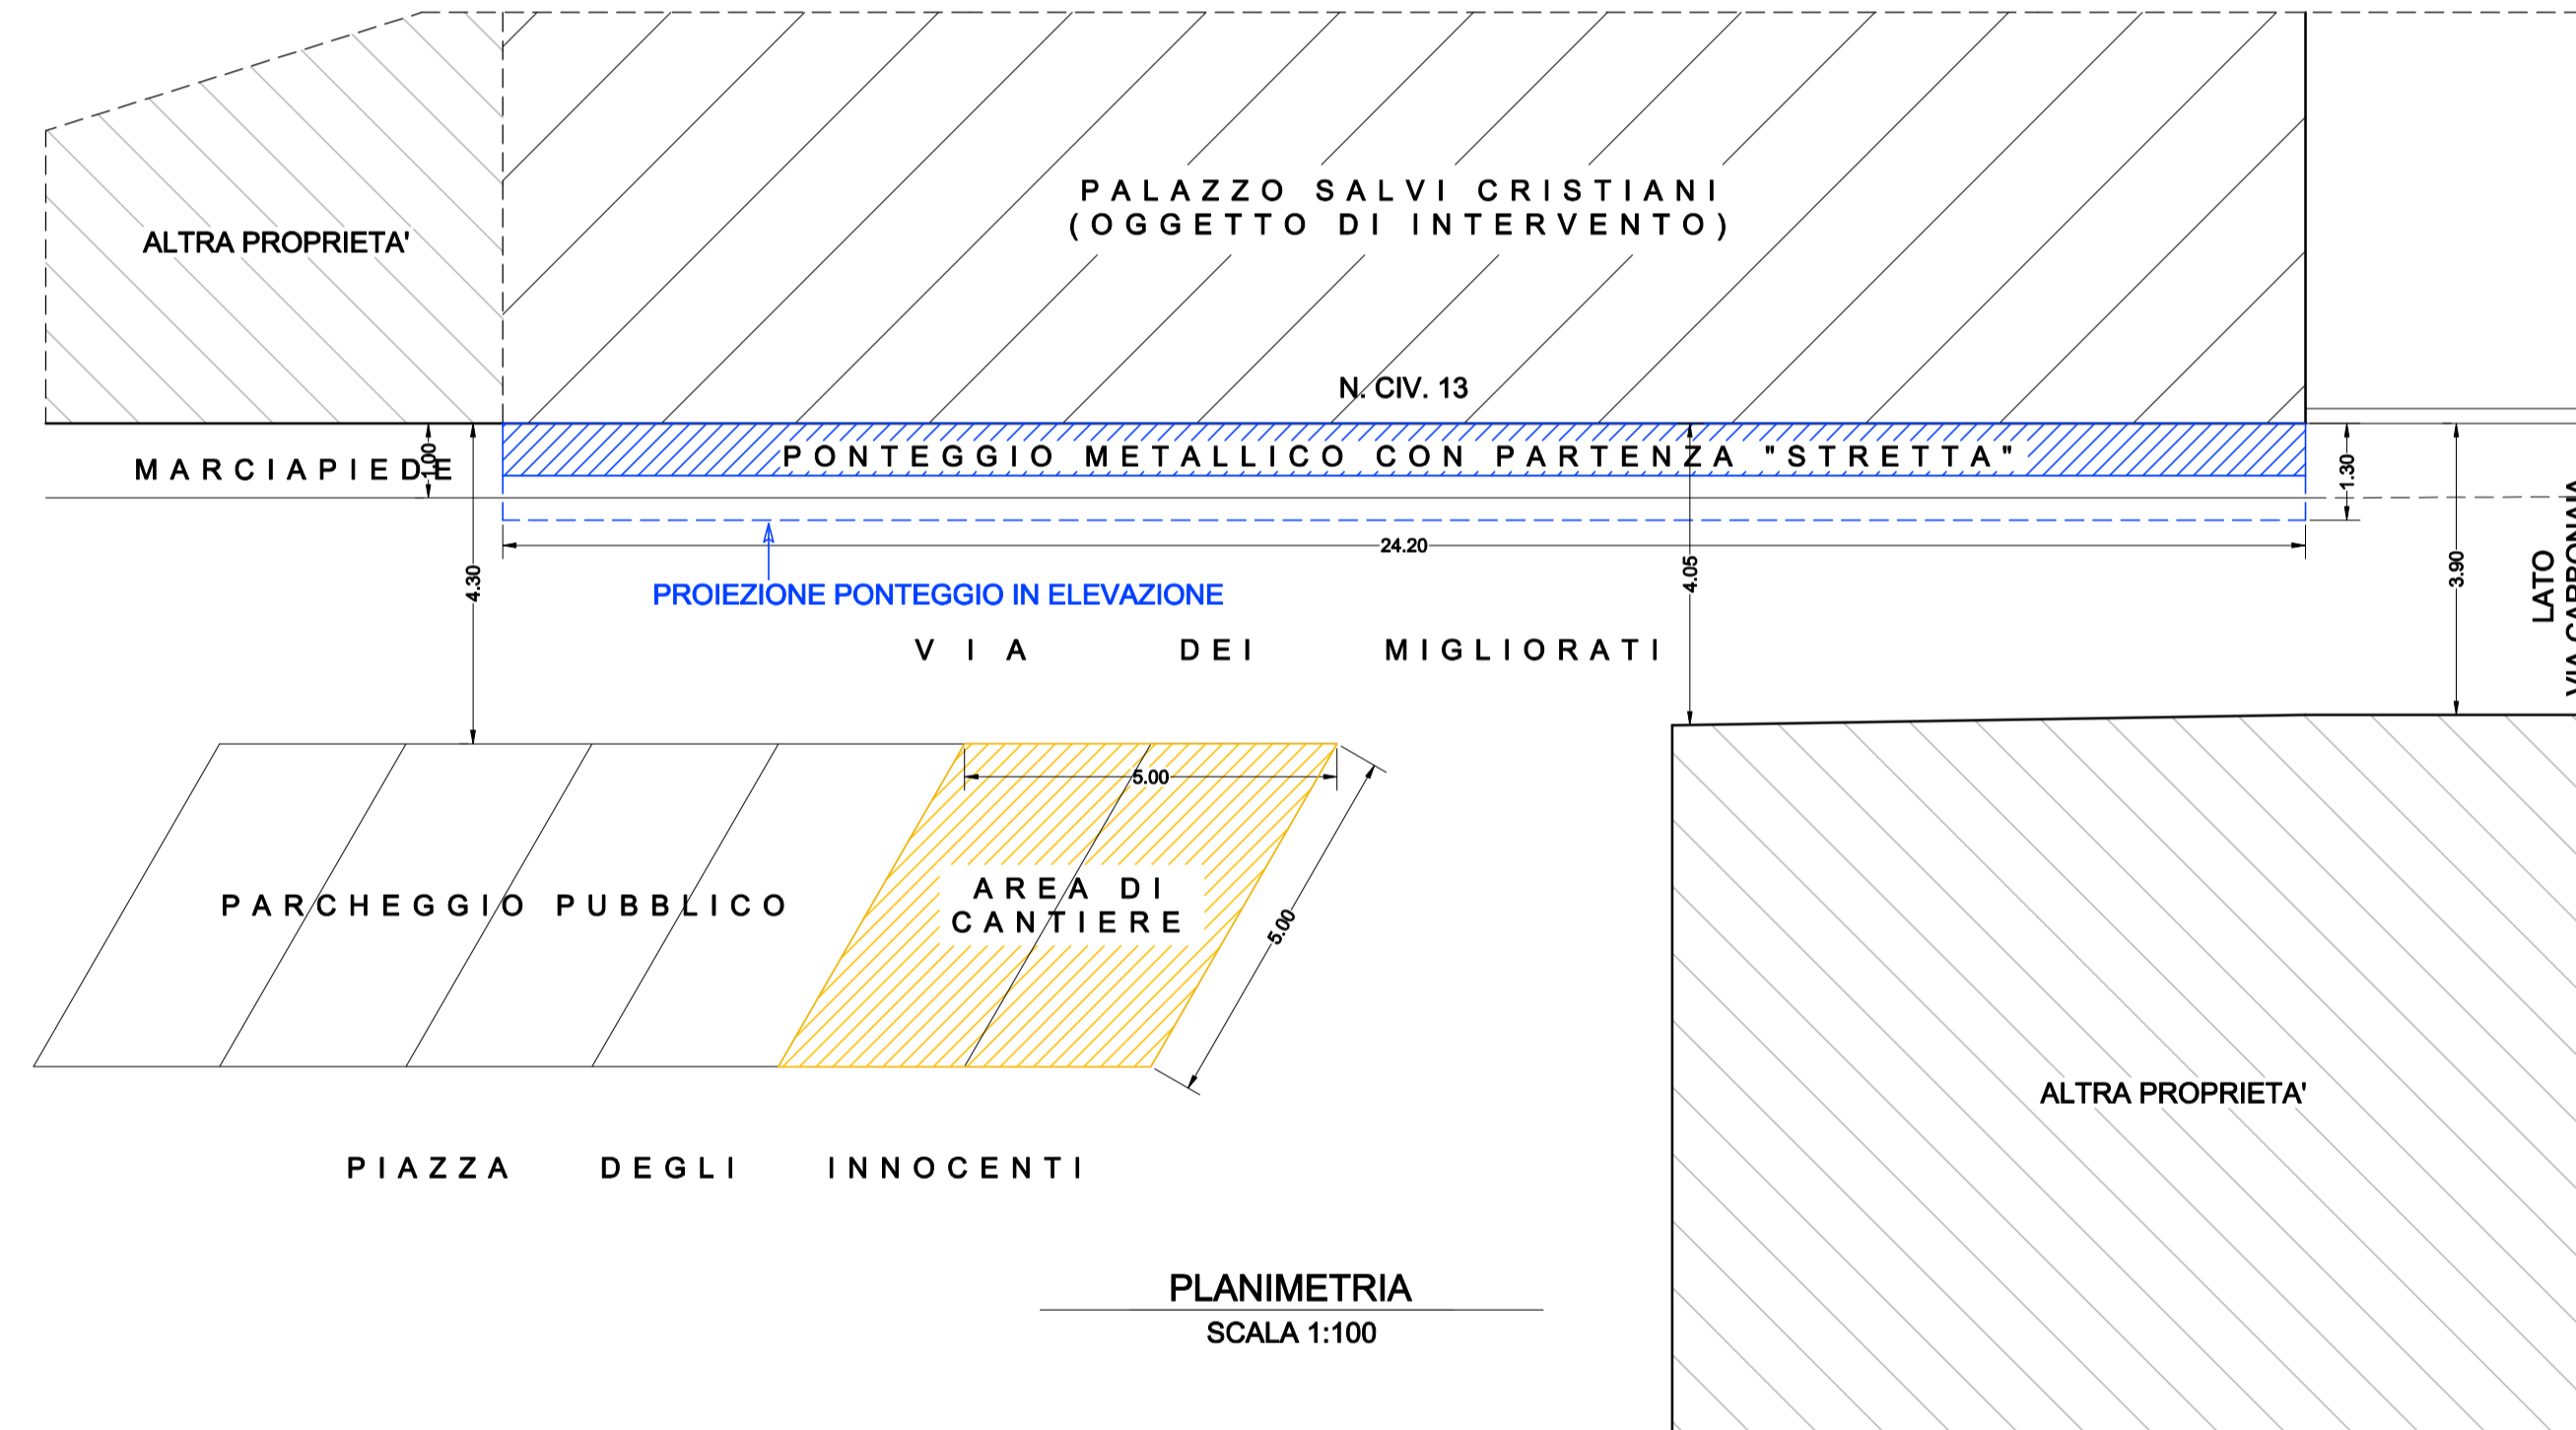 PALAZZO SALVI CRISTIANI
(OGGETTO DI INTERVENTO)
ALTRA PROPRIETA'
N. CIV. 13
MARCIAPIEDE
1.00
PONTEGGIO METALLICO CON PARTENZA "STRETTA"
1.30
24.20
4.30
4.05
3.90
LATO
VIA CARBONAIA
PROIEZIONE PONTEGGIO IN ELEVAZIONE
VIA DEI MIGLIORATI
5.00
PARCHEGGIO PUBBLICO
AREA DI
CANTIERE
5.00
ALTRA PROPRIETA'
PIAZZA DEGLI INNOCENTI
PLANIMETRIA
SCALA 1:100